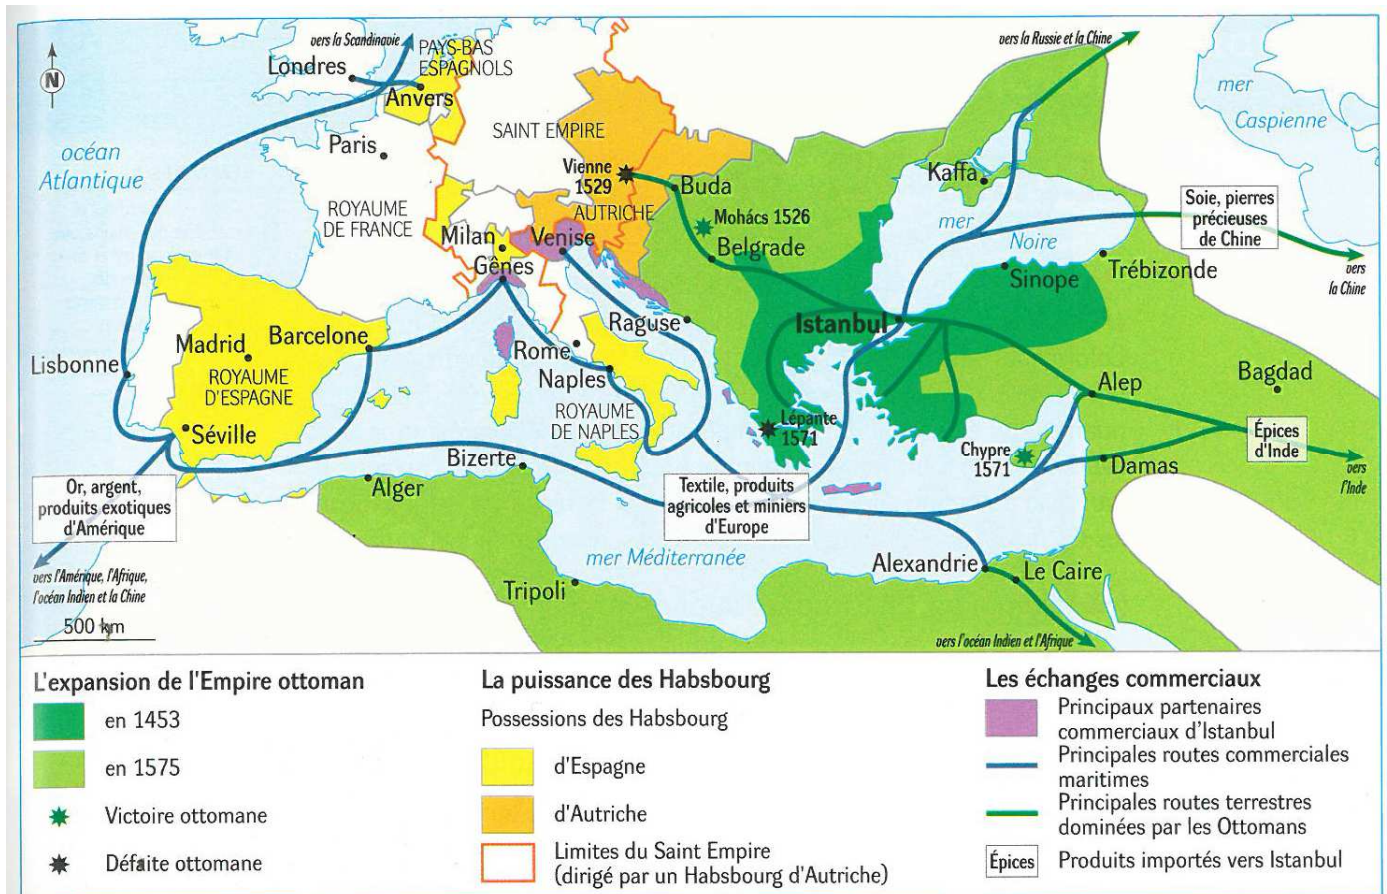 vers la Scandinavie
vers la Russie et la Chine
PAYS-BAS
ESPAGNOLS
Londres
Anvers
N
mer
Caspienne
SAINT EMPIRE
océan
Atlantique
Paris
Vienne
1529
Kaffa
Buda
ROYAUME
DE FRANCE
AUTRICHE
Mohács 1526
mer
Noire
Soie, pierres
précieuses
de Chine
Milan
Venise
Belgrade
Gênes
Sinope
Trébizonde
vers
la Chine
Raguse
Istanbul
Barcelone
Madrid
Rome
Lisbonne
ROYAUME
D'ESPAGNE
Naples
Alep
Bagdad
ROYAUME
DE NAPLES
Lépante
1571
Séville
Chypre
1571
Épices
d'Inde
Bizerte
Damas
vers
l'Inde
Alger
Or, argent,
produits exotiques
d'Amérique
Textile, produits
agricoles et miniers
d'Europe
mer Méditerranée
Alexandrie
Le Caire
vers l'Amérique, l'Afrique,
l'océan Indien et la Chine
Tripoli
500 km
vers l'océan Indien et l'Afrique
L'expansion de l'Empire ottoman
en 1453
en 1575
Victoire ottomane
Défaite ottomane
La puissance des Habsbourg
Possessions des Habsbourg
d'Espagne
d'Autriche
Limites du Saint Empire
(dirigé par un Habsbourg d'Autriche)
Les échanges commerciaux
Principaux partenaires
commerciaux d'Istanbul
Principales routes commerciales
maritimes
Principales routes terrestres
dominées par les Ottomans
Épices
Produits importés vers Istanbul